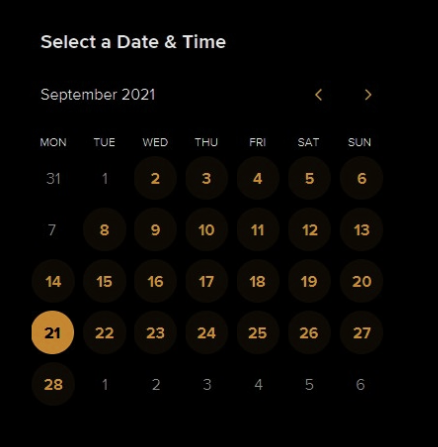 Select a Date & Time
September 2021
MON TUE WED THU FRI SAT SUN
31 1 2 3 4 5 6
7 8 9 10 11 12 13
14 15 16 17 18 19 20
21 22 23 24 25 26 27
28 1 2 3 4 5 6